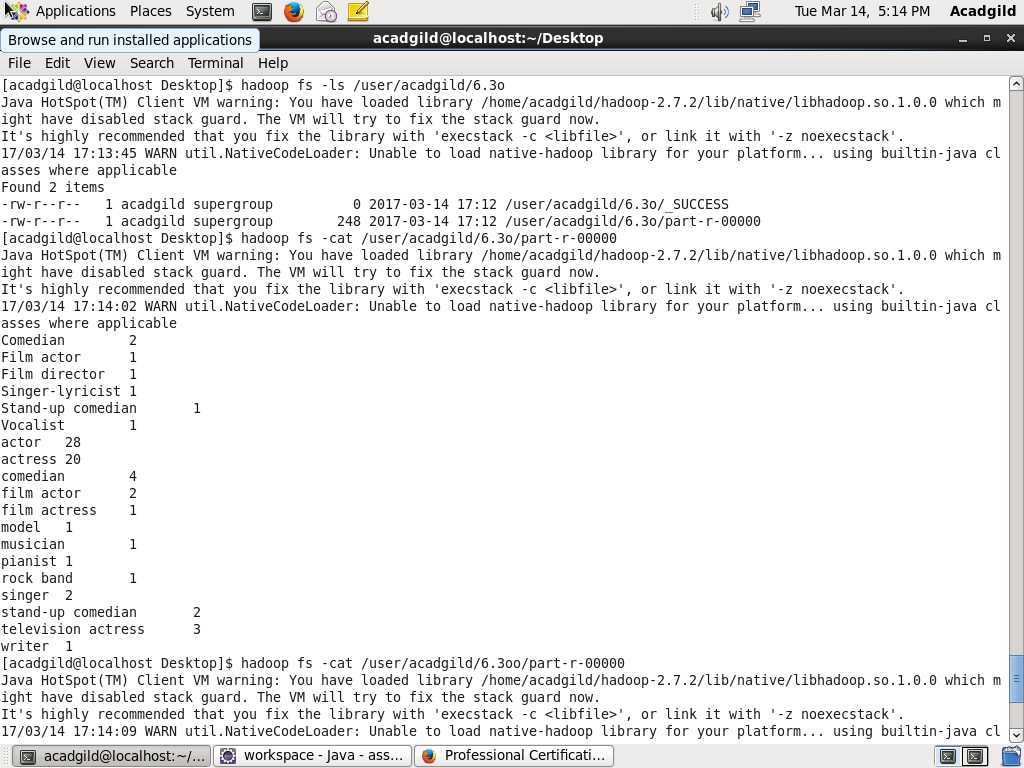 Applications Places System
Tue Mar 14, 5:14 PM Acadgild
Browse and run installed applications
acadgild@localhost:~/Desktop
File Edit View Search Terminal Help
[acadgild@localhost Desktop]$ hadoop fs -ls /user/acadgild/6.3o
Java HotSpot(TM) Client VM warning: You have loaded library /home/acadgild/hadoop-2.7.2/lib/native/libhadoop.so.1.0.0 which m
ight have disabled stack guard. The VM will try to fix the stack guard now.
It's highly recommended that you fix the library with 'execstack -c <libfile>', or link it with '-z noexecstack'.
17/03/14 17:13:45 WARN util.NativeCodeLoader: Unable to load native-hadoop library for your platform... using builtin-java cl
asses where applicable
Found 2 items
-rw-r--r--   1 acadgild supergroup          0 2017-03-14 17:12 /user/acadgild/6.3o/_SUCCESS
-rw-r--r--   1 acadgild supergroup        248 2017-03-14 17:12 /user/acadgild/6.3o/part-r-00000
[acadgild@localhost Desktop]$ hadoop fs -cat /user/acadgild/6.3o/part-r-00000
Java HotSpot(TM) Client VM warning: You have loaded library /home/acadgild/hadoop-2.7.2/lib/native/libhadoop.so.1.0.0 which m
ight have disabled stack guard. The VM will try to fix the stack guard now.
It's highly recommended that you fix the library with 'execstack -c <libfile>', or link it with '-z noexecstack'.
17/03/14 17:14:02 WARN util.NativeCodeLoader: Unable to load native-hadoop library for your platform... using builtin-java cl
asses where applicable
Comedian        2
Film actor      1
Film director   1
Singer-lyricist 1
Stand-up comedian       1
Vocalist        1
actor   28
actress 20
comedian        4
film actor      2
film actress    1
model   1
musician        1
pianist 1
rock band       1
singer  2
stand-up comedian       2
television actress      3
writer  1
[acadgild@localhost Desktop]$ hadoop fs -cat /user/acadgild/6.3oo/part-r-00000
Java HotSpot(TM) Client VM warning: You have loaded library /home/acadgild/hadoop-2.7.2/lib/native/libhadoop.so.1.0.0 which m
ight have disabled stack guard. The VM will try to fix the stack guard now.
It's highly recommended that you fix the library with 'execstack -c <libfile>', or link it with '-z noexecstack'.
17/03/14 17:14:09 WARN util.NativeCodeLoader: Unable to load native-hadoop library for your platform... using builtin-java cl
acadgild@localhost:~/... workspace - Java - ass... Professional Certificati...